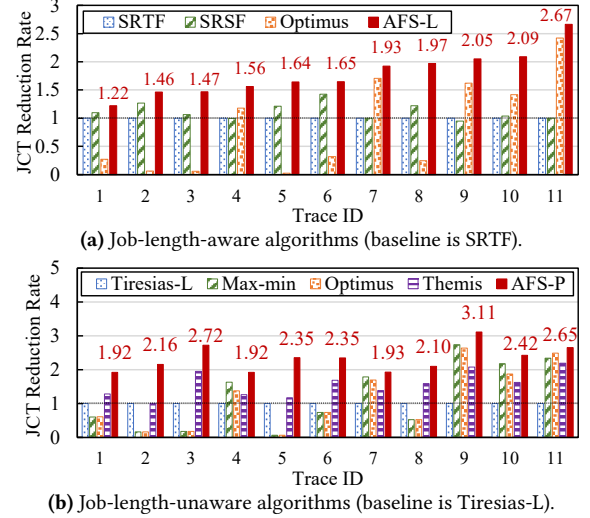 3
SRTF SRSF Optimus AFS-L
2.67
2.5
2
1.5
1
0.5
0
JCT Reduction Rate
1.22 1.46 1.47 1.56 1.64 1.65 1.93 1.97 2.05 2.09
1 2 3 4 5 6 7 8 9 10 11
Trace ID
(a) Job-length-aware algorithms (baseline is SRTF).
5
Tiresias-L Max-min Optimus Themis AFS-P
4
3
2
1
0
JCT Reduction Rate
1.92 2.16 2.72 1.92 2.35 2.35 1.93 2.10 3.11 2.42 2.65
1 2 3 4 5 6 7 8 9 10 11
Trace ID
(b) Job-length-unaware algorithms (baseline is Tiresias-L).